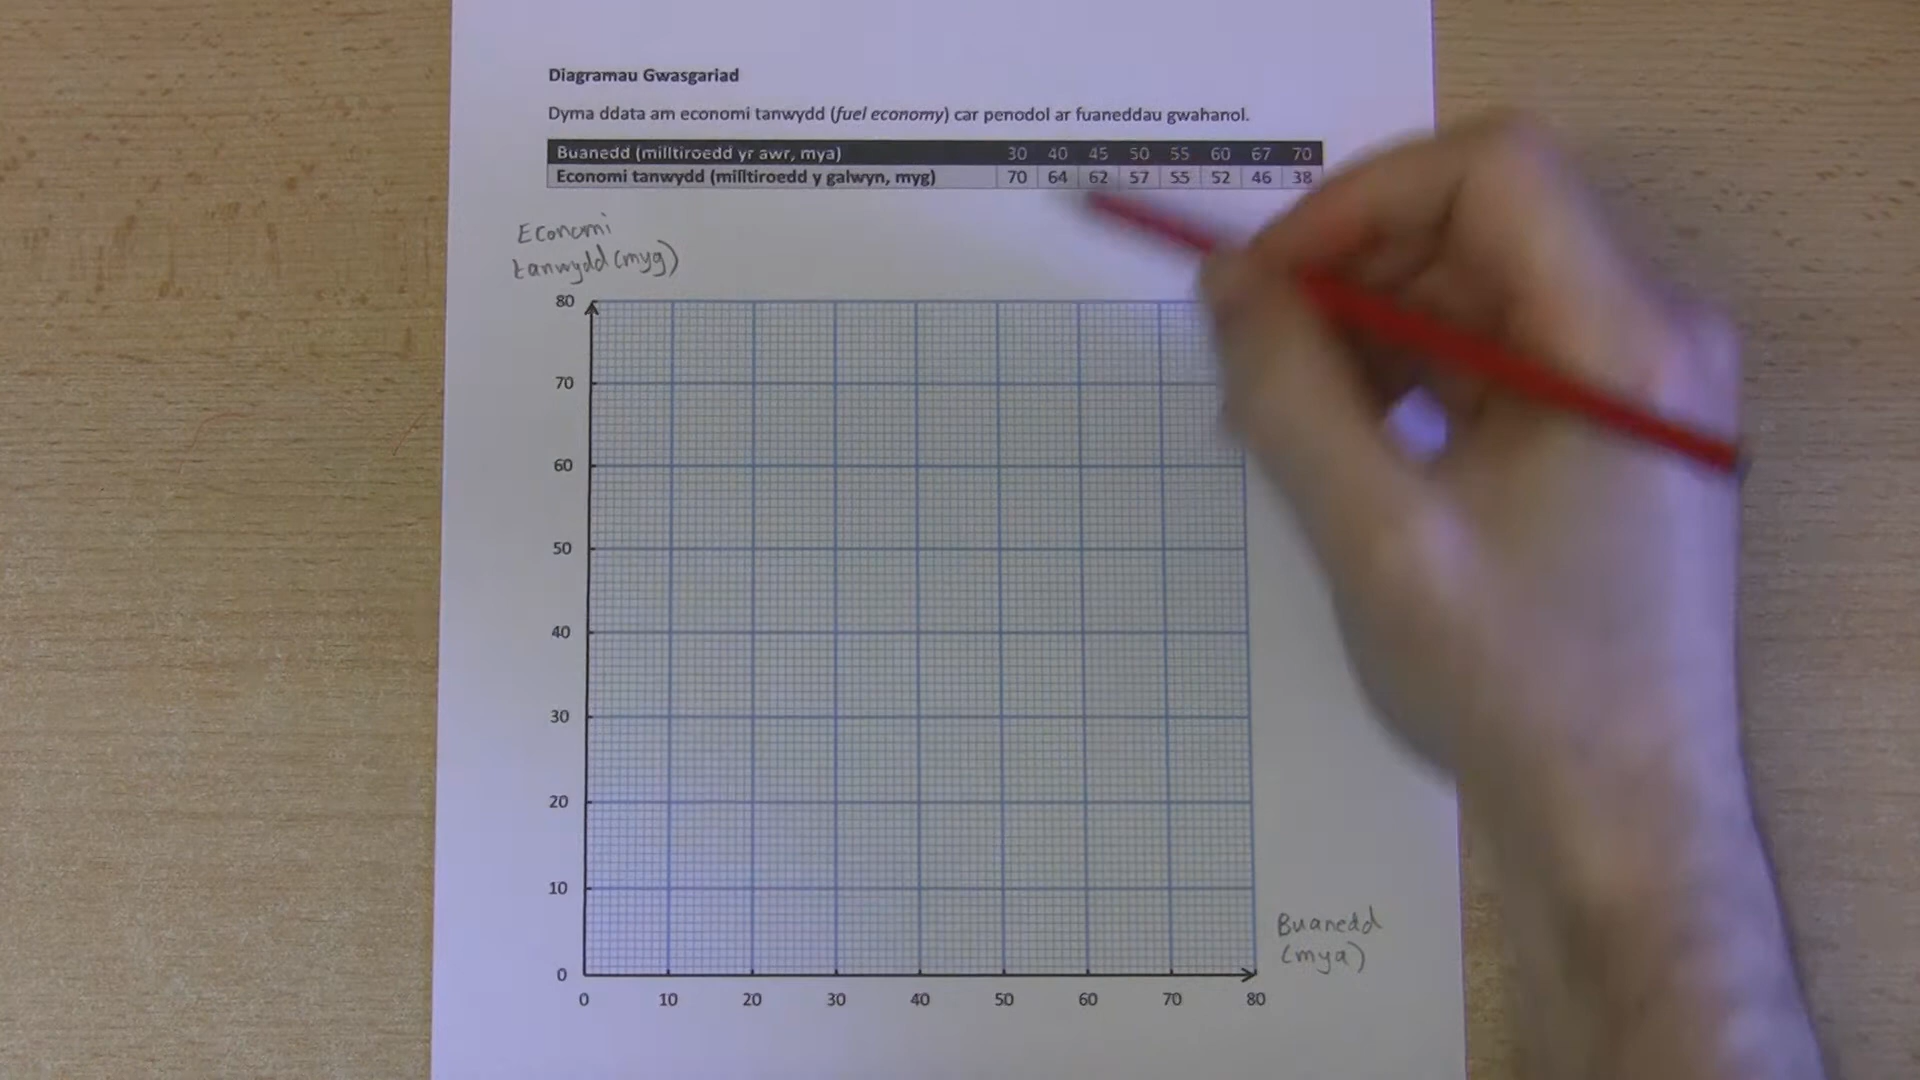 Diagramau Gwasgariad
Dyma ddata am economi tanwydd (fuel economy) car penodol ar fuaneddau gwahanol.
Buanedd (milltiroedd yr awr, mya) 30 40 45 50 55 60 67 70
Economi tanwydd (milltiroedd y galwyn, myg) 70 64 62 57 55 52 46 38
Economi
tanwydd (myg)
80
70
60
50
40
30
20
10
0
Buanedd
(mya)
0 10 20 30 40 50 60 70 80